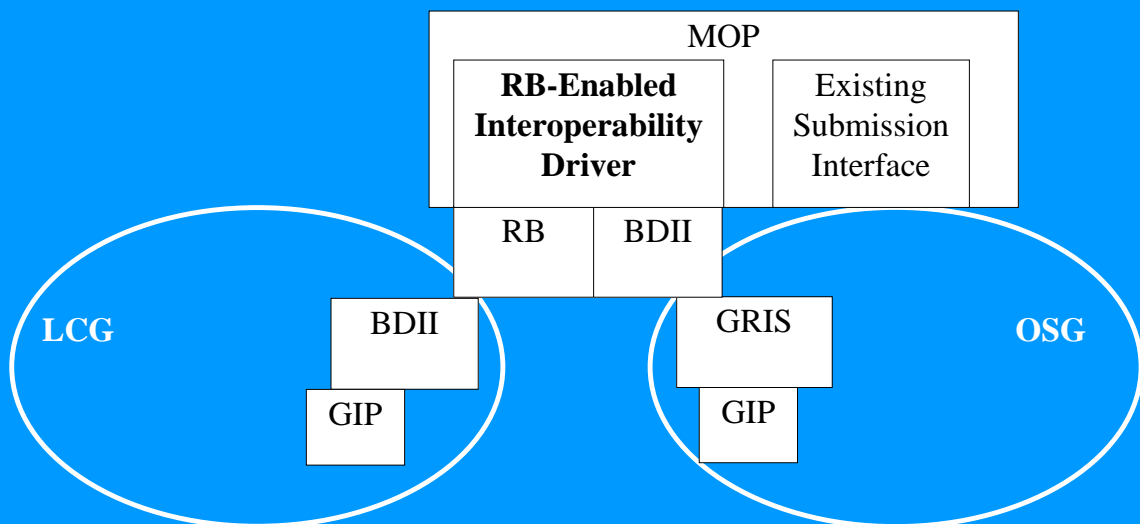 MOP
RB-Enabled
Interoperability
Driver
Existing
Submission
Interface
RB
BDII
LCG
BDII
GIP
GRIS
GIP
OSG